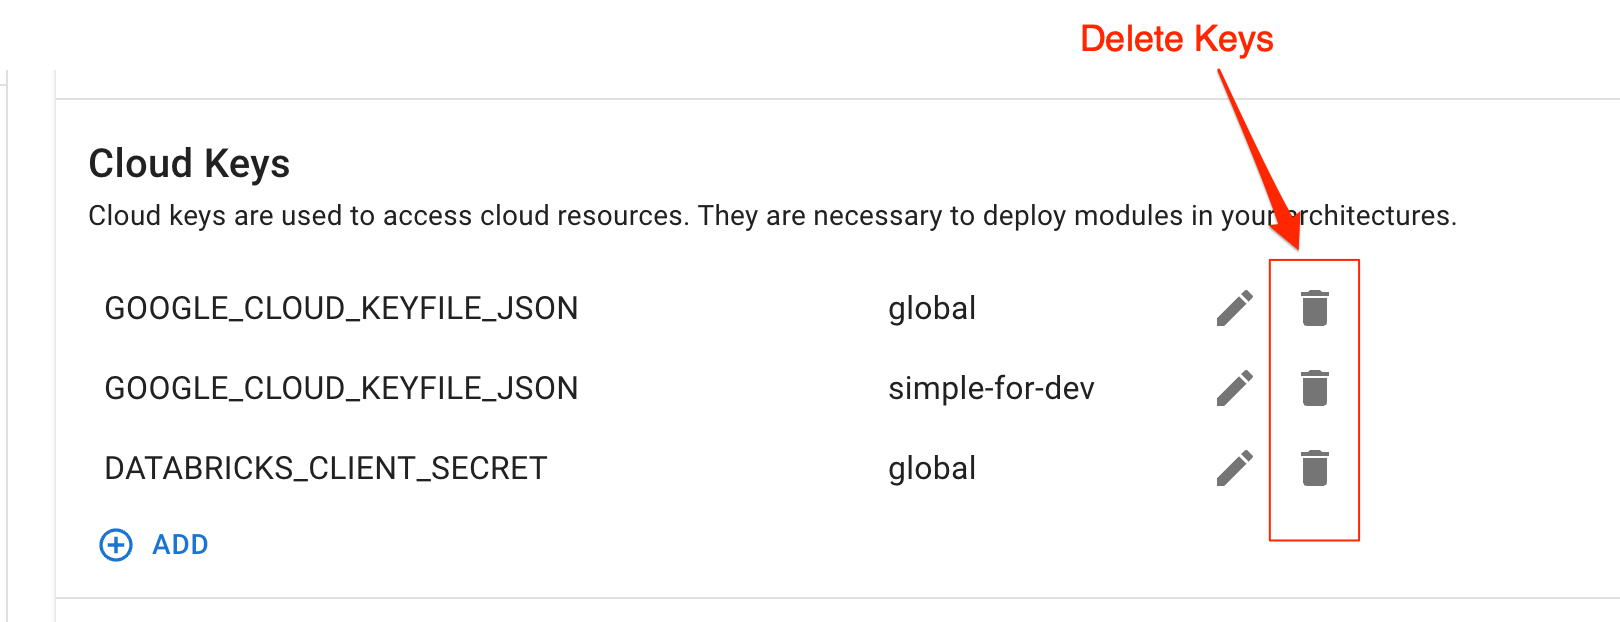 Delete Keys
Cloud Keys
Cloud keys are used to access cloud resources. They are necessary to deploy modules in your architectures.
GOOGLE_CLOUD_KEYFILE_JSON global
GOOGLE_CLOUD_KEYFILE_JSON simple-for-dev
DATABRICKS_CLIENT_SECRET global
ADD